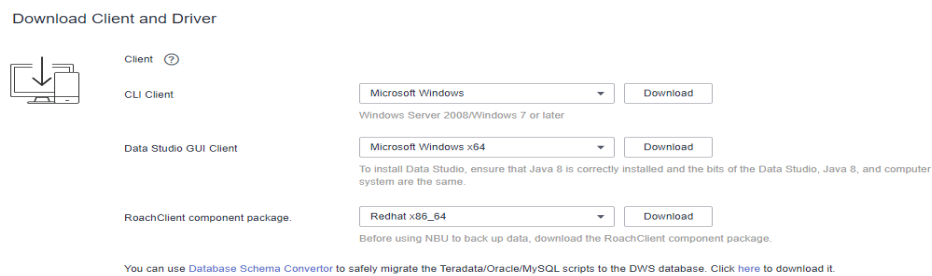 Download Client and Driver
Client ?
CLI Client
Microsoft Windows
Download
Windows Server 2008/Windows 7 or later
Data Studio GUI Client
Microsoft Windows x64
Download
To install Data Studio, ensure that Java 8 is correctly installed and the bits of the Data Studio, Java 8, and computer
system are the same.
RoachClient component package.
Redhat x86_64
Download
Before using NBU to back up data, download the RoachClient component package.
You can use Database Schema Convertor to safely migrate the Teradata/Oracle/MySQL scripts to the DWS database. Click here to download it.